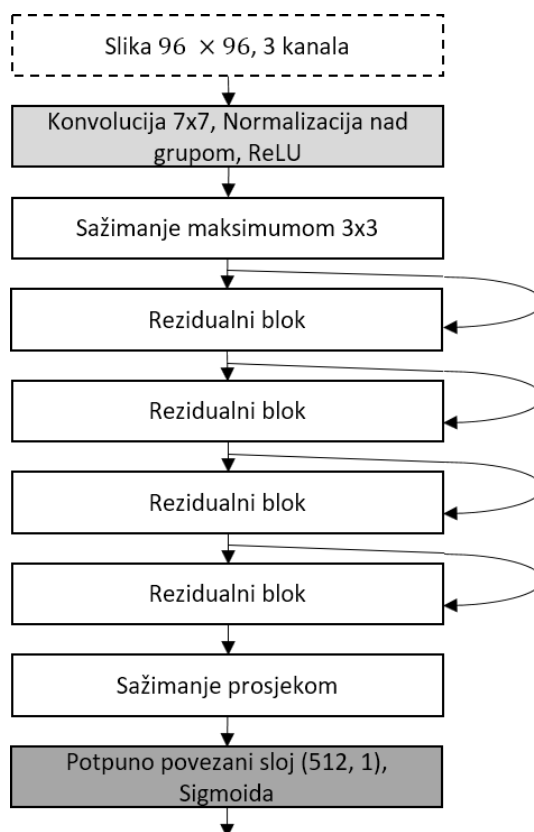 Slika 96 × 96, 3 kanala
Konvolucija 7x7, Normalizacija nad
grupom, ReLU
Sažimanje maksimumom 3x3
Rezidualni blok
Rezidualni blok
Rezidualni blok
Rezidualni blok
Sažimanje prosjekom
Potpuno povezani sloj (512, 1),
Sigmoida